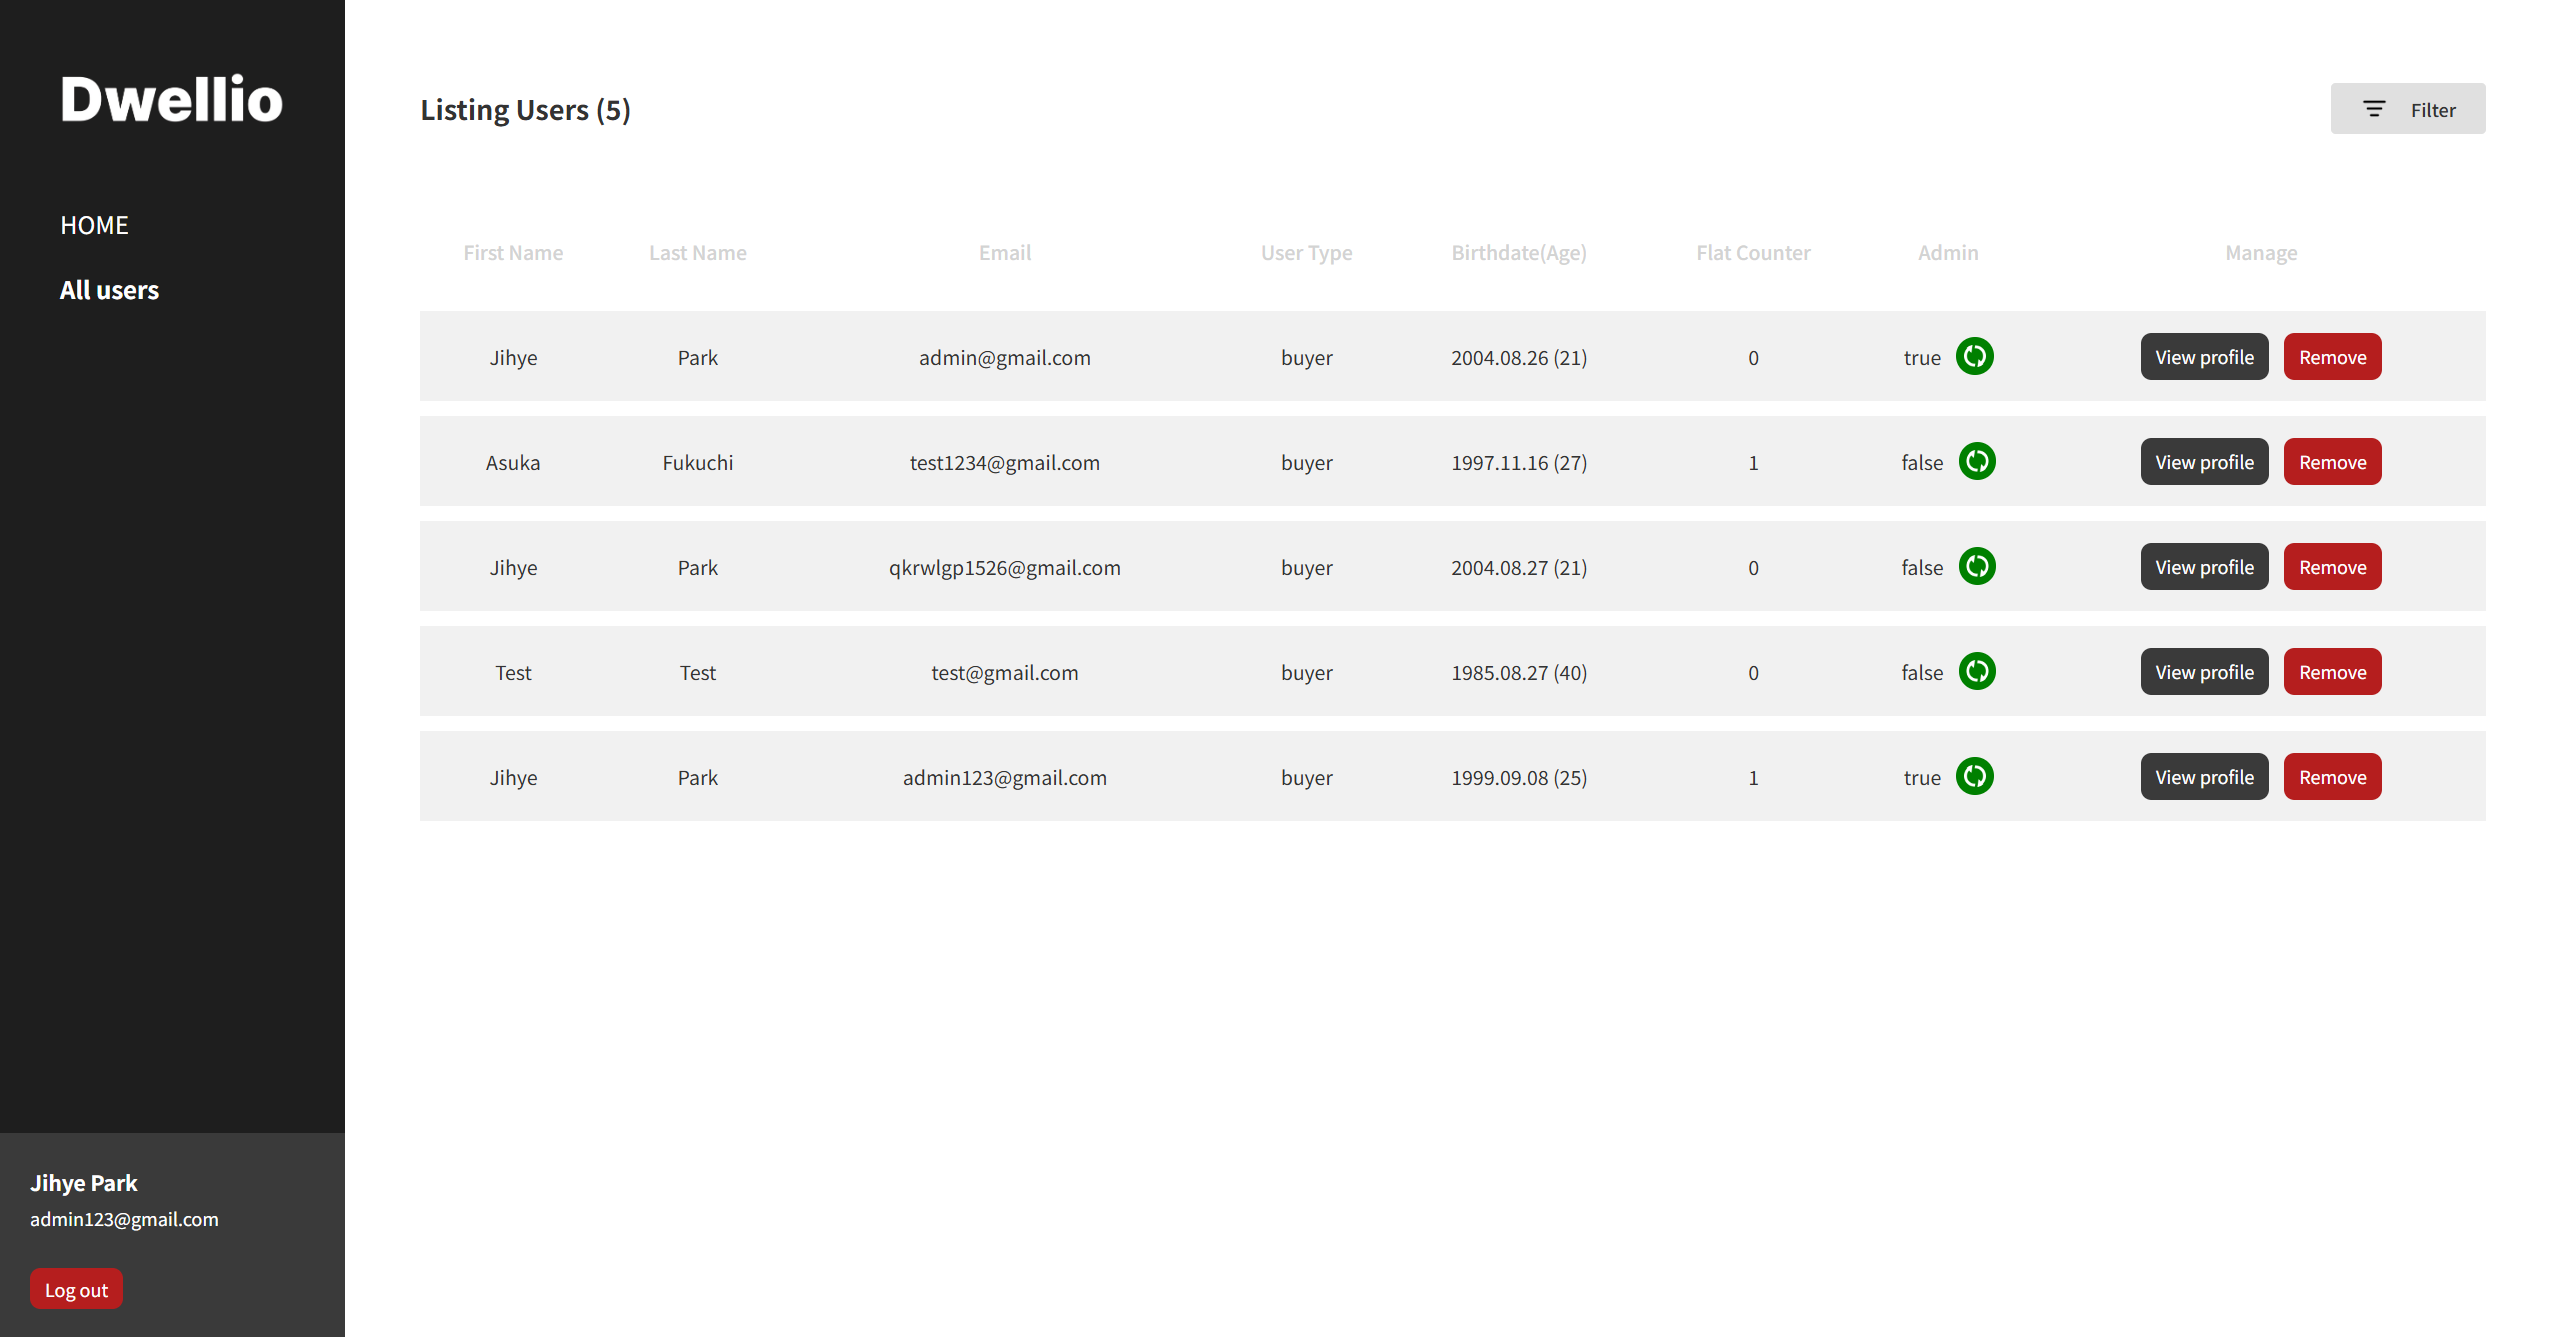 Dwellio
HOME
All users
Listing Users (5)
Filter
First Name Last Name Email User Type Birthdate(Age) Flat Counter Admin Manage
Jihye Park admin@gmail.com buyer 2004.08.26 (21) 0 true View profile Remove
Asuka Fukuchi test1234@gmail.com buyer 1997.11.16 (27) 1 false View profile Remove
Jihye Park qkrwlgp1526@gmail.com buyer 2004.08.27 (21) 0 false View profile Remove
Test Test test@gmail.com buyer 1985.08.27 (40) 0 false View profile Remove
Jihye Park admin123@gmail.com buyer 1999.09.08 (25) 1 true View profile Remove
Jihye Park
admin123@gmail.com
Log out